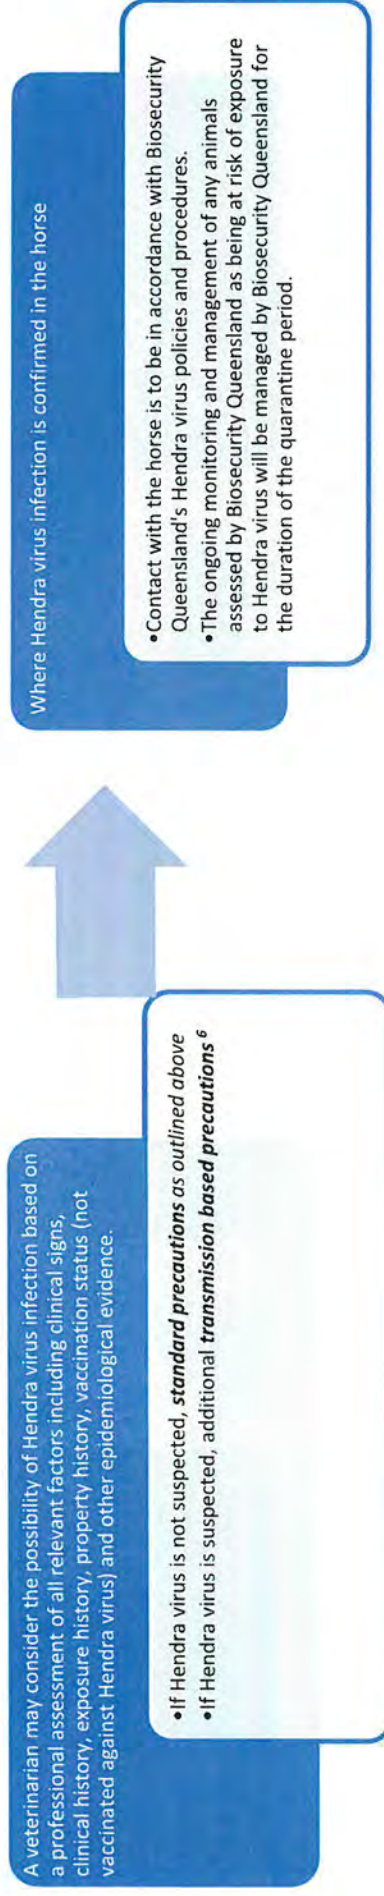 A veterinarian may consider the possibility of Hendra virus infection based on
a professional assessment of all relevant factors including clinical signs,
clinical history, exposure history, property history, vaccination status (not
vaccinated against Hendra virus) and other epidemiological evidence.
•If Hendra virus is not suspected, standard precautions as outlined above
•If Hendra virus is suspected, additional transmission based precautions 6
Where Hendra virus infection is confirmed in the horse
•Contact with the horse is to be in accordance with Biosecurity
Queensland's Hendra virus policies and procedures.
•The ongoing monitoring and management of any animals
assessed by Biosecurity Queensland as being at risk of exposure
to Hendra virus will be managed by Biosecurity Queensland for
the duration of the quarantine period.